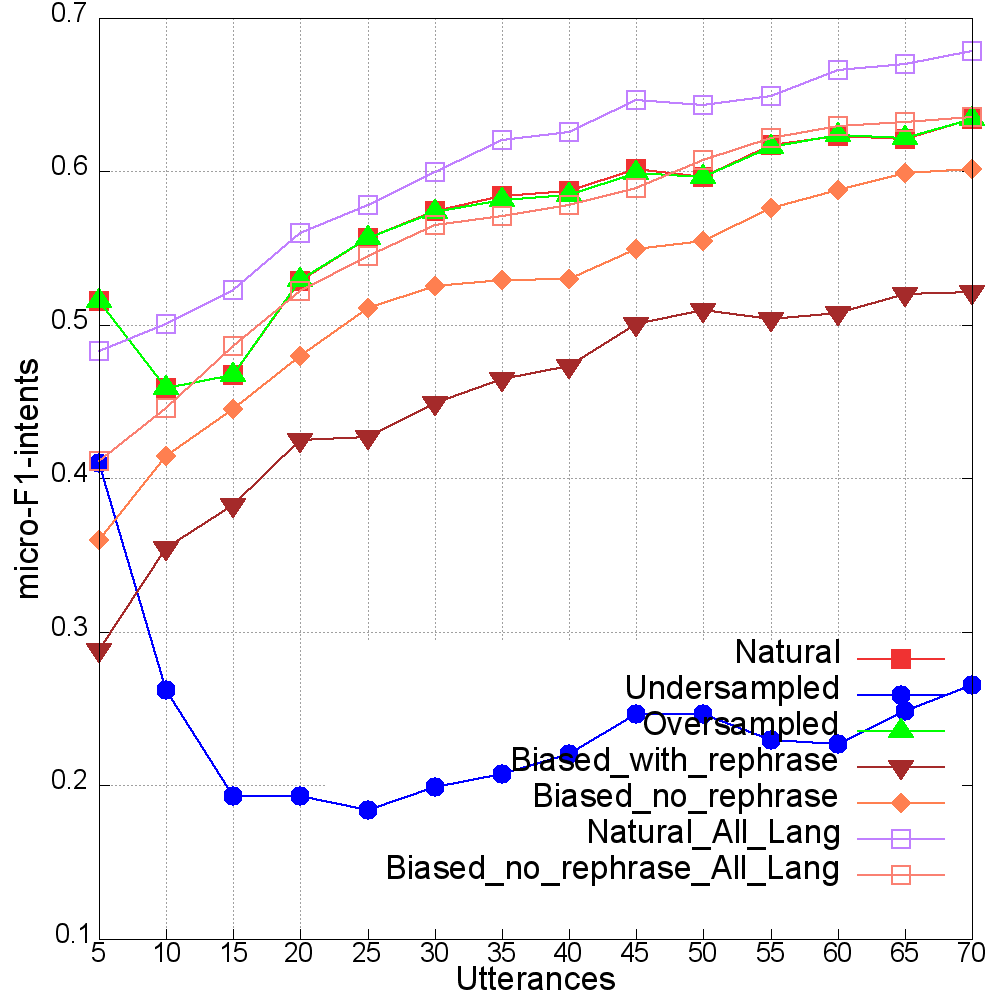 0.7
0.6
0.5
0.4
0.3
0.2
0.1
micro-F1-intents
Natural
Undersampled
Oversampled
Biased_with_rephrase
Biased_no_rephrase
Natural_All_Lang
Biased_no_rephrase_All_Lang
5 10 15 20 25 30 35 40 45 50 55 60 65 70
Utterances